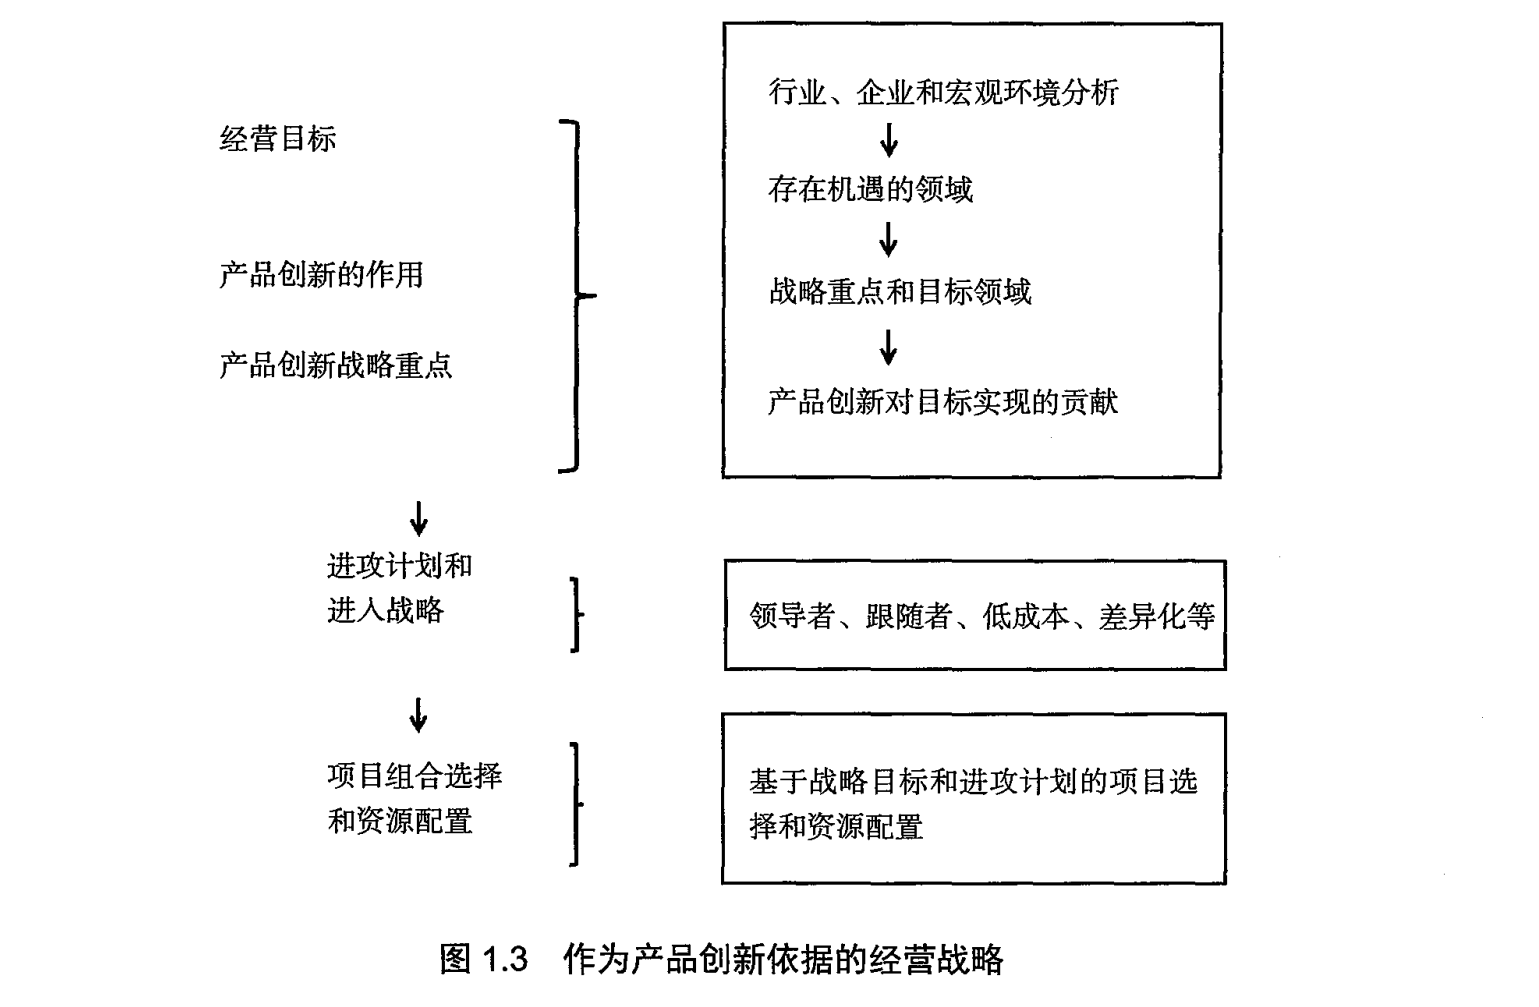 经营目标
产品创新的作用
产品创新战略重点
行业、企业和宏观环境分析
存在机遇的领域
战略重点和目标领域
产品创新对目标实现的贡献
进攻计划和
进入战略
领导者、跟随者、低成本、差异化等
项目组合选择
和资源配置
基于战略目标和进攻计划的项目选
择和资源配置
图 1.3 作为产品创新依据的经营战略